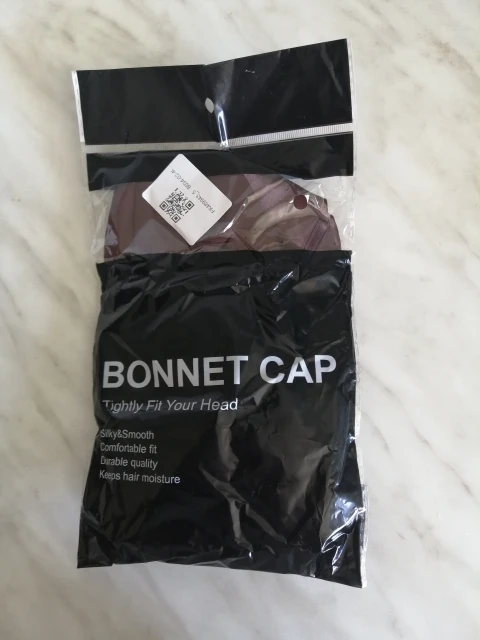 BONNET CAP
Tightly Fit Your Head
Silky&Smooth
Comfortable fit
Durable quality
Keeps hair moisture